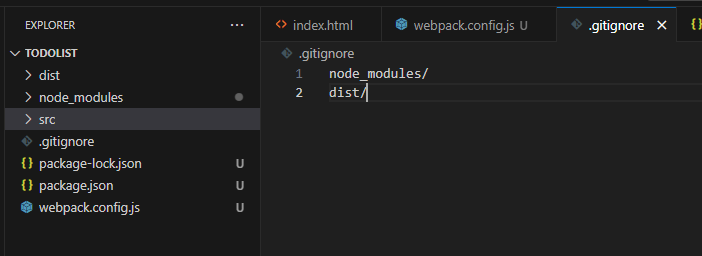 EXPLORER
TODOLIST
dist
node_modules
src
.gitignore
package-lock.json U
package.json U
webpack.config.js U
index.html
webpack.config.js U
.gitignore
.gitignore
1 node_modules/
2 dist/